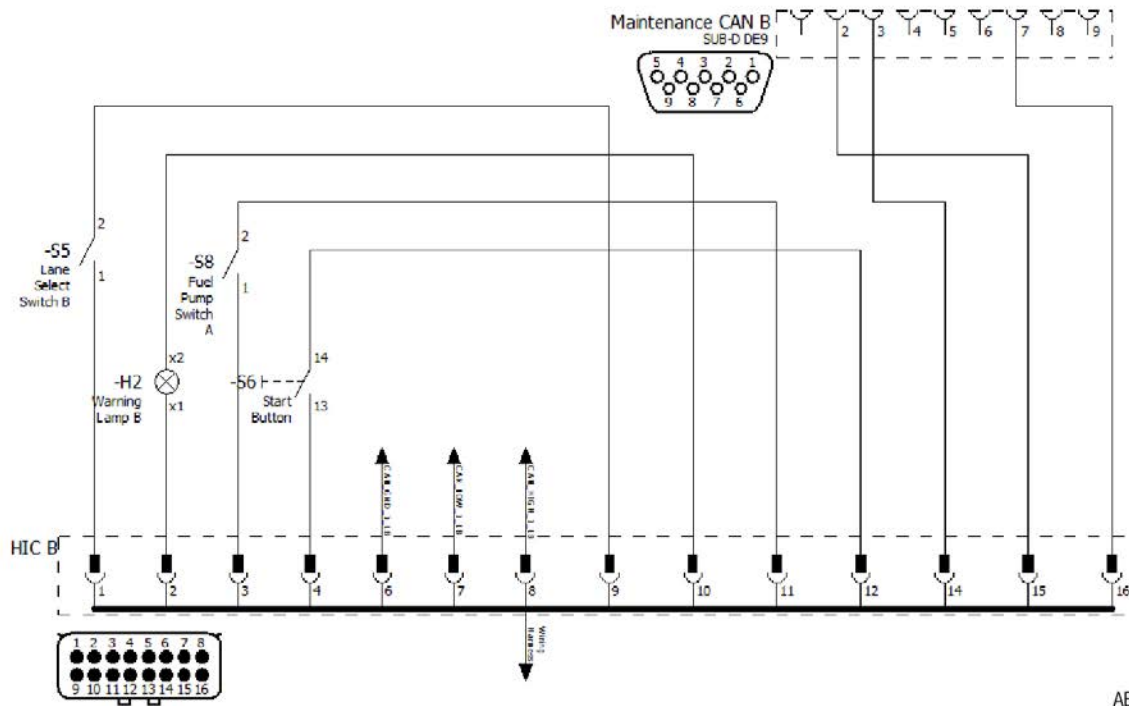 Maintenance CAN B
SUB-D DE9
2 3 4 5 6 7 8 9
5 4 3 2 1
9 8 7 6
2
-S5
Lane
Select
Switch B
1
2
-S8
Fuel
Pump
Switch
A
1
x2
-H2
Warning
Lamp B
x1
14
-S6
Start
Button
13
HIC B
1 2 3 4 6 7 8 9 10 11 12 14 15 16
Wiring
Harness
1 2 3 4 5 6 7 8
9 10 11 12 13 14 15 16